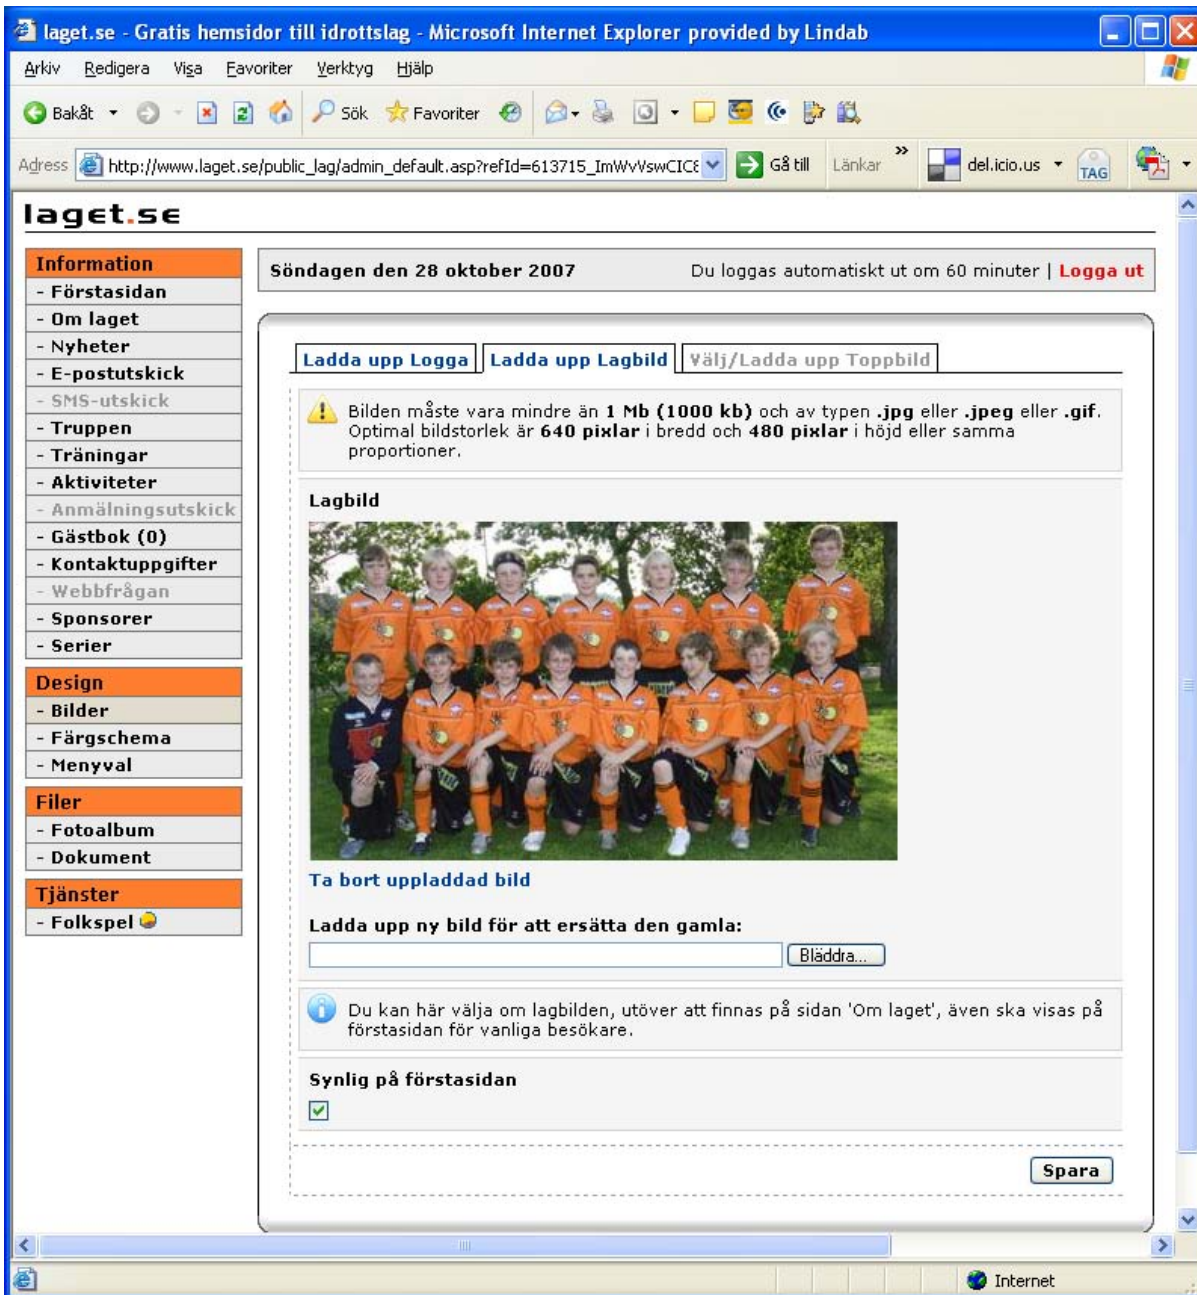 laget.se - Gratis hemsidor till idrottslag - Microsoft Internet Explorer provided by Lindab
Arkiv Redigera Visa Favoriter Verktyg Hjälp
Bakåt Sök Favoriter
Adress http://www.laget.se/public_lag/admin_default.asp?refId=613715_ImWvVswCIC Gå till Länkar » del.icio.us TAG
laget.se
Information
- Förstasidan
- Om laget
- Nyheter
- E-postutskick
- SMS-utskick
- Truppen
- Träningar
- Aktiviteter
- Anmälningsutskick
- Gästbok (0)
- Kontaktuppgifter
- Webbfrågan
- Sponsorer
- Serier
Design
- Bilder
- Färgschema
- Menyval
Filer
- Fotoalbum
- Dokument
Tjänster
- Folkspel
Söndagen den 28 oktober 2007 Du loggas automatiskt ut om 60 minuter | Logga ut
Ladda upp Logga Ladda upp Lagbild Välj/Ladda upp Toppbild
Bilden måste vara mindre än 1 Mb (1000 kb) och av typen .jpg eller .jpeg eller .gif.
Optimal bildstorlek är 640 pixlar i bredd och 480 pixlar i höjd eller samma
proportioner.
Lagbild
Ta bort uppladdad bild
Ladda upp ny bild för att ersätta den gamla:
Bläddra...
Du kan här välja om lagbilden, utöver att finnas på sidan 'Om laget', även ska visas på
förstasidan för vanliga besökare.
Synlig på förstasidan
Spara
Internet